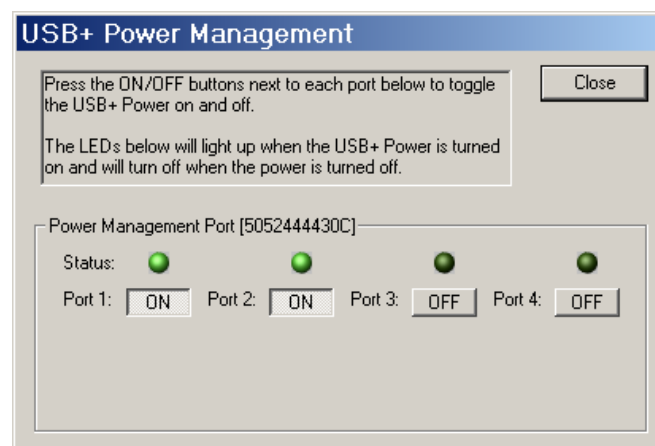 USB+ Power Management
Press the ON/OFF buttons next to each port below to toggle
the USB+ Power on and off.
Close
The LEDs below will light up when the USB+ Power is turned
on and will turn off when the power is turned off.
Power Management Port [5052444430C]
Status:
Port 1: ON Port 2: ON Port 3: OFF Port 4: OFF